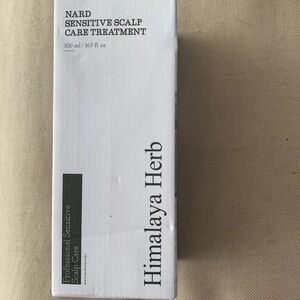 NARD
SENSITIVE SCALP
CARE TREATMENT
500 ml / 16.9 fl. oz.
Himalaya Herb
Professional Sensitive
Scalp Care